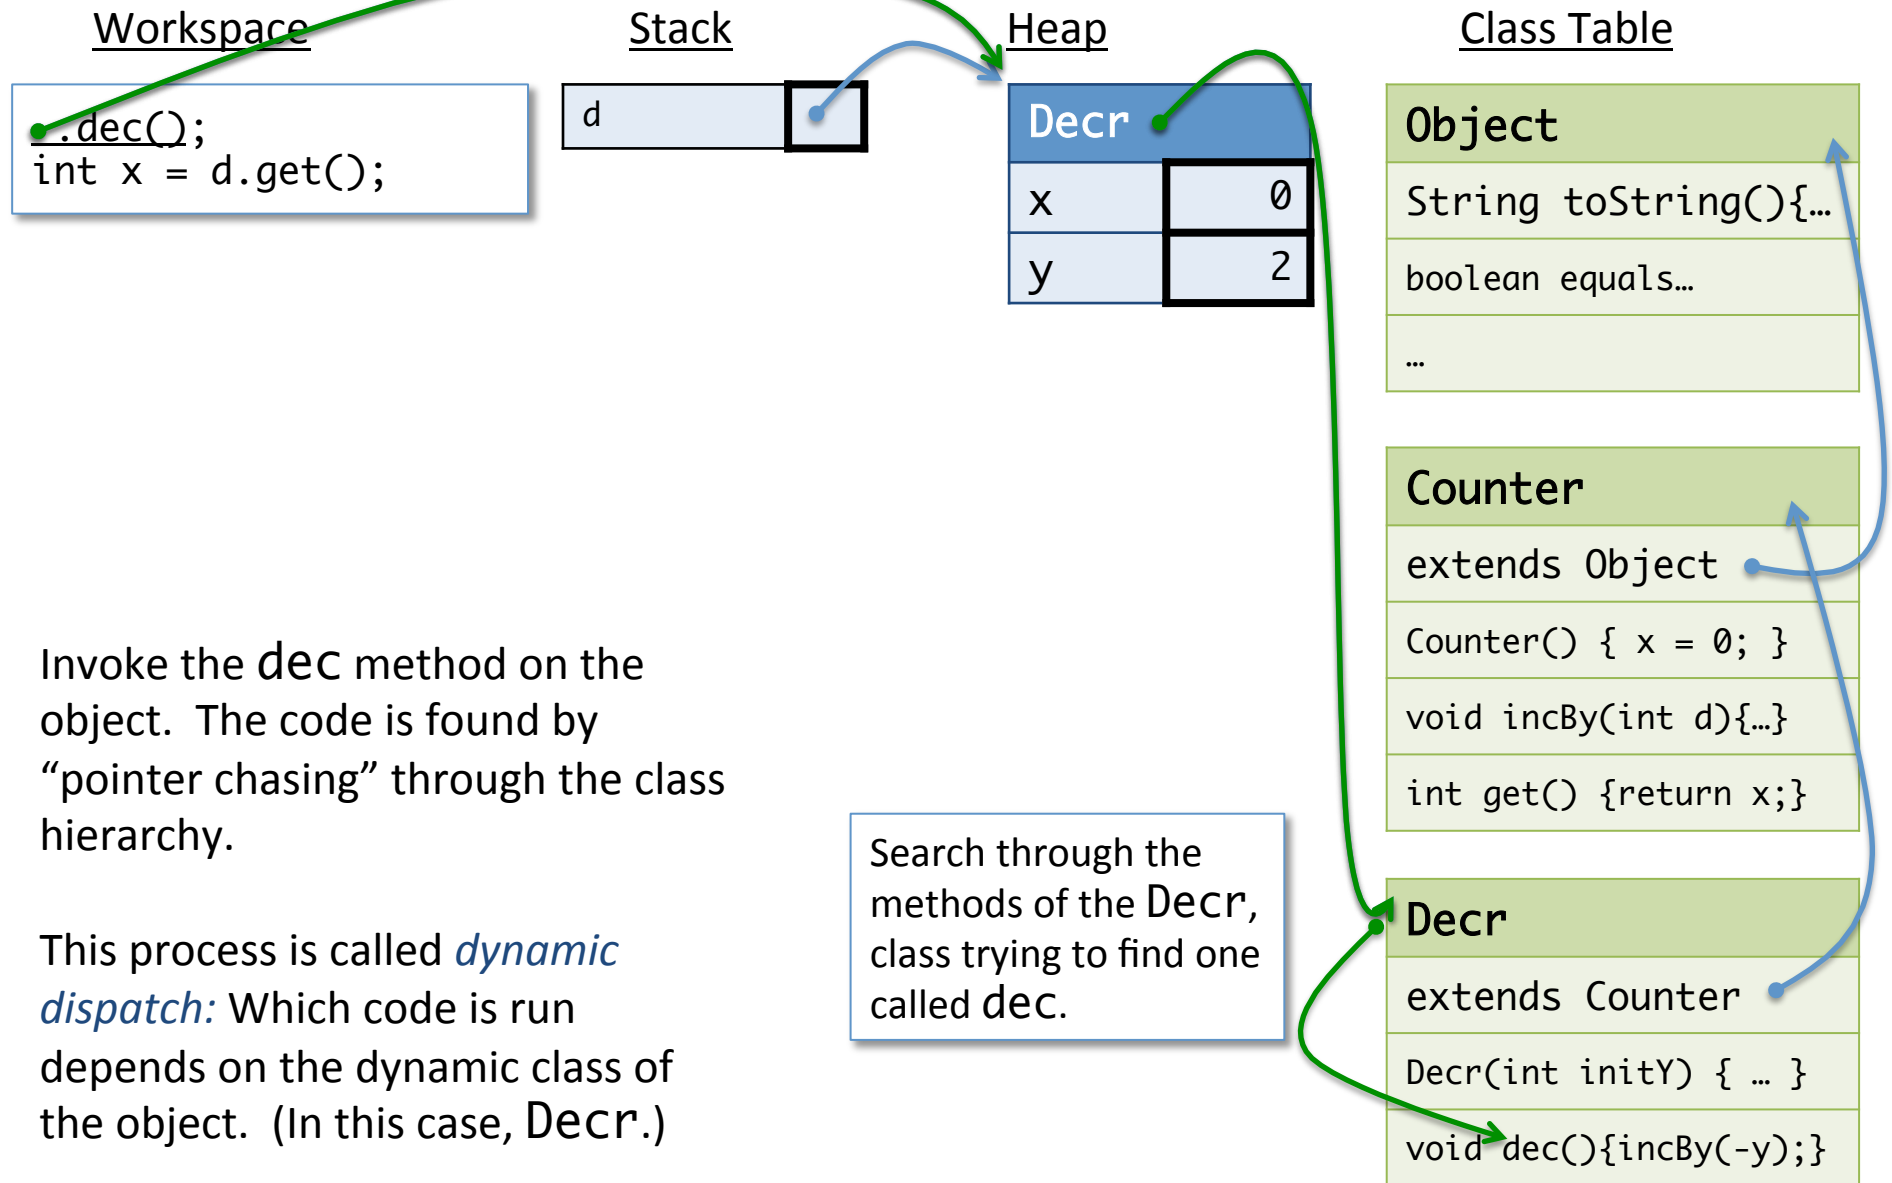 Workspace
Stack
Heap
Class Table
.dec();
int x = d.get();
d
Decr
x 0
y 2
Object
String toString(){…
boolean equals…
…
Counter
extends Object
Counter() { x = 0; }
void incBy(int d){…}
int get() {return x;}
Decr
extends Counter
Decr(int initY) { … }
void dec(){incBy(-y);}
Invoke the dec method on the
object.  The code is found by
“pointer chasing” through the class
hierarchy.
This process is called dynamic
dispatch: Which code is run
depends on the dynamic class of
the object.  (In this case, Decr.)
Search through the
methods of the Decr,
class trying to find one
called dec.